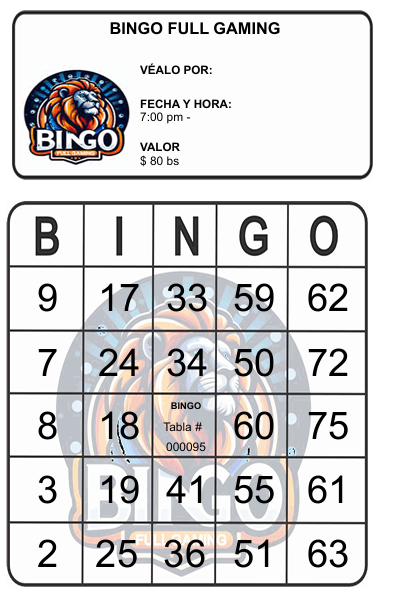 BINGO FULL GAMING
VÉALO POR:
FECHA Y HORA:
7:00 pm -
VALOR
$ 80 bs
BINGO
FULL GAMING
B I N G O
9 17 33 59 62
7 24 34 50 72
BINGO
8 18 Tabla # 60 75
000095
3 19 41 55 61
BINGO
2 25 36 51 63
FULL GAMING